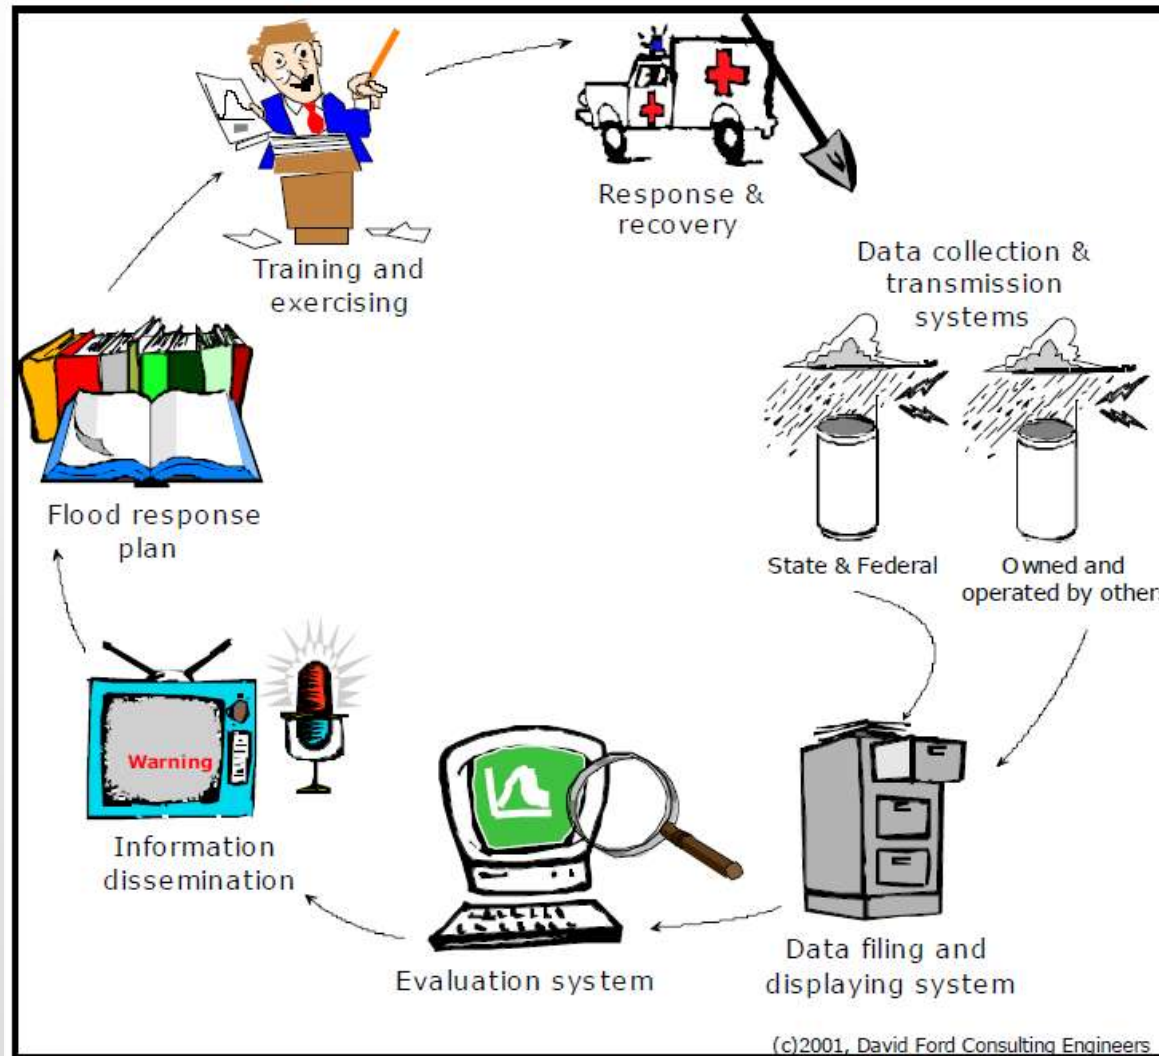 Training and
exercising
Response &
recovery
Data collection &
transmission
systems
State & Federal
Owned and
operated by others
Flood response
plan
Warning
Information
dissemination
Evaluation system
Data filing and
displaying system
(c)2001, David Ford Consulting Engineers